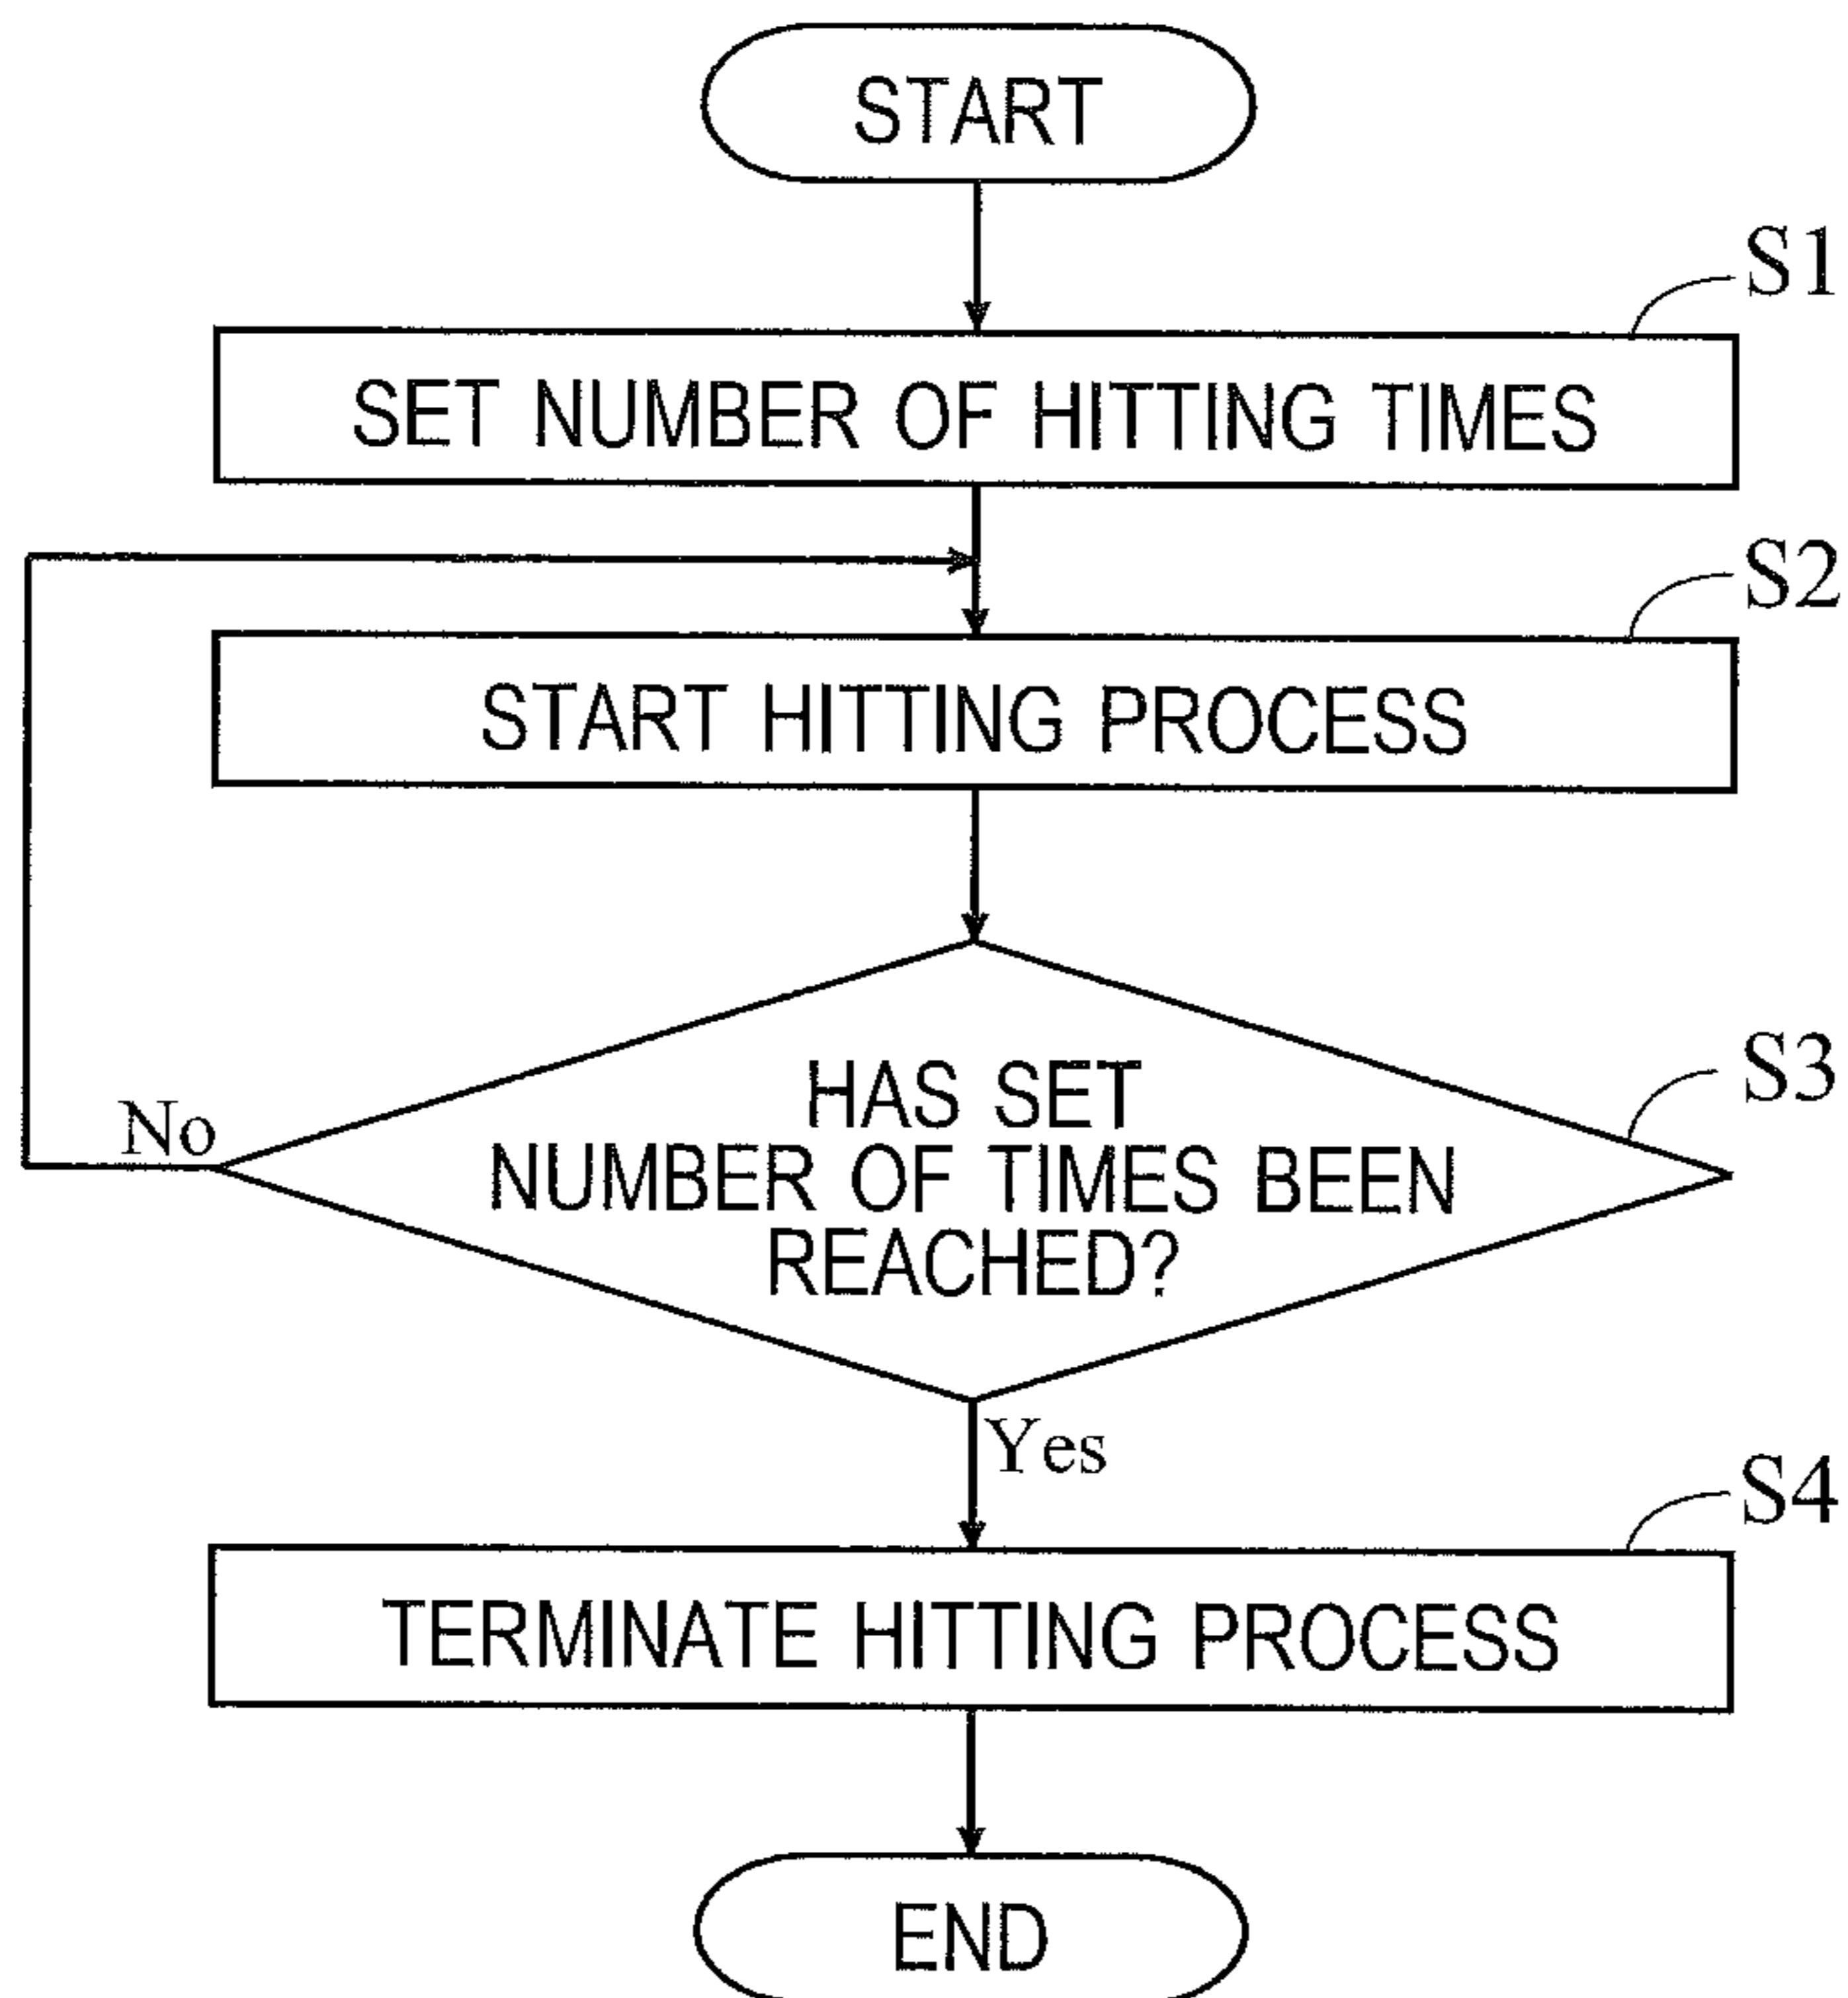 START
S1
SET NUMBER OF HITTING TIMES
S2
START HITTING PROCESS
S3
HAS SET
NUMBER OF TIMES BEEN
REACHED?
No
Yes
S4
TERMINATE HITTING PROCESS
END